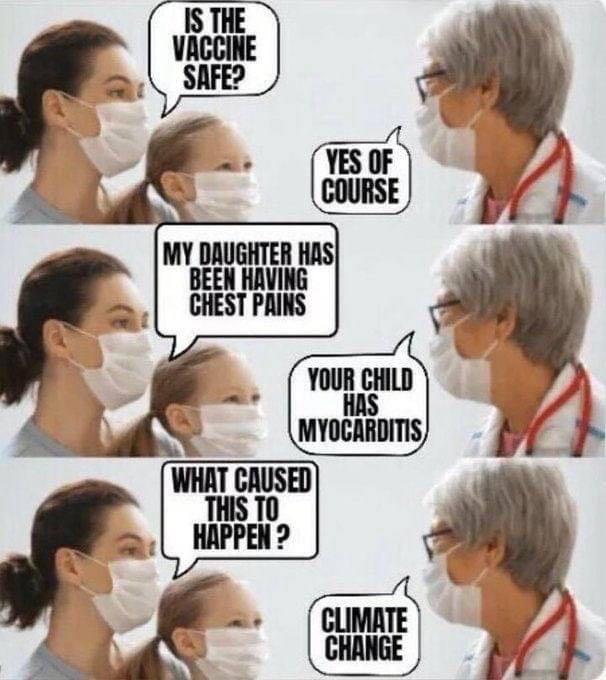 IS THE
VACCINE
SAFE?
YES OF
COURSE
MY DAUGHTER HAS
BEEN HAVING
CHEST PAINS
YOUR CHILD
HAS
MYOCARDITIS
WHAT CAUSED
THIS TO
HAPPEN ?
CLIMATE
CHANGE